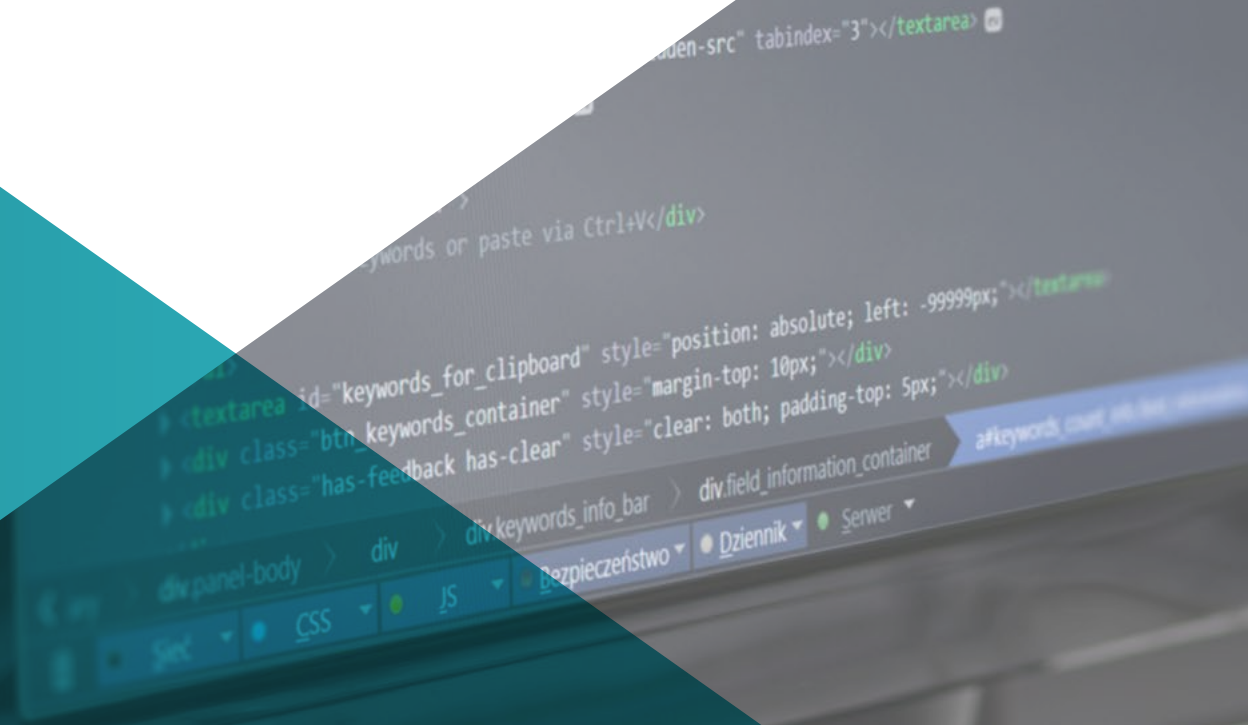 den-src" tabindex="3"></textarea>
ywords or paste via Ctrl+V</div>
<textarea id="keywords_for_clipboard" style="position: absolute; left: -99999px;"></textarea>
<div class="btn_keywords_container" style="margin-top: 10px;"></div>
<div class="has-feedback has-clear" style="clear: both; padding-top: 5px;"></div>
div.panel-body div div.keywords_info_bar div.field_information_container a#keywords_count_info
Sieć CSS JS Bezpieczeństwo Dziennik Serwer